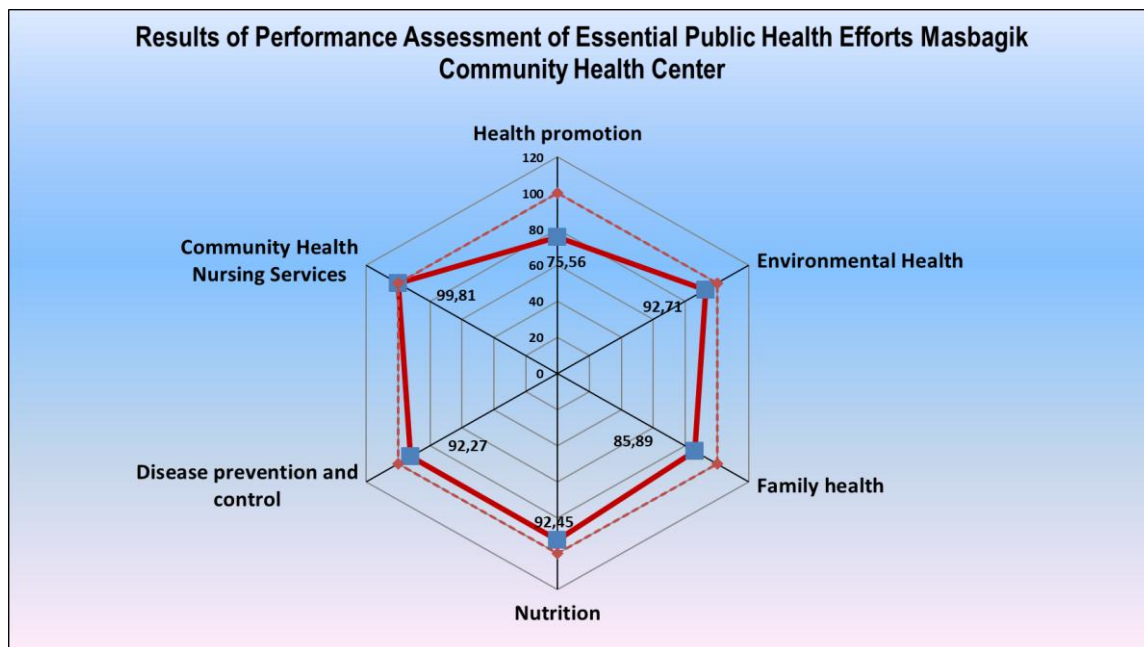 Results of Performance Assessment of Essential Public Health Efforts Masbagik
Community Health Center
Health promotion
120
100
80
60
40
20
0
75,56
Environmental Health
92,71
Family health
85,89
Nutrition
92,45
Disease prevention and
control
92,27
Community Health
Nursing Services
99,81